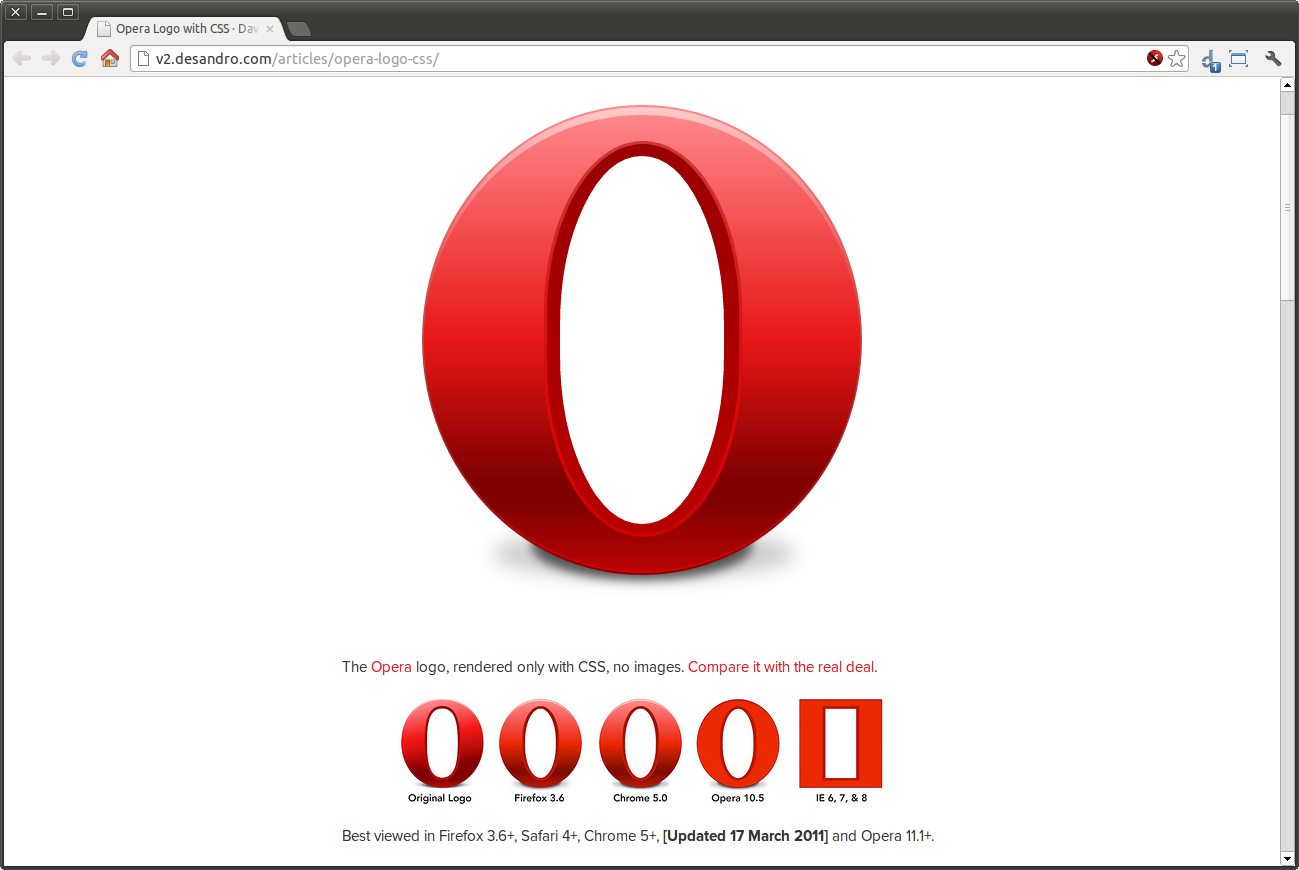 Opera Logo with CSS · Dav
v2.desandro.com/articles/opera-logo-css/
1
The Opera logo, rendered only with CSS, no images. Compare it with the real deal.
Original Logo Firefox 3.6 Chrome 5.0 Opera 10.5 IE 6, 7, & 8
Best viewed in Firefox 3.6+, Safari 4+, Chrome 5+, [Updated 17 March 2011] and Opera 11.1+.